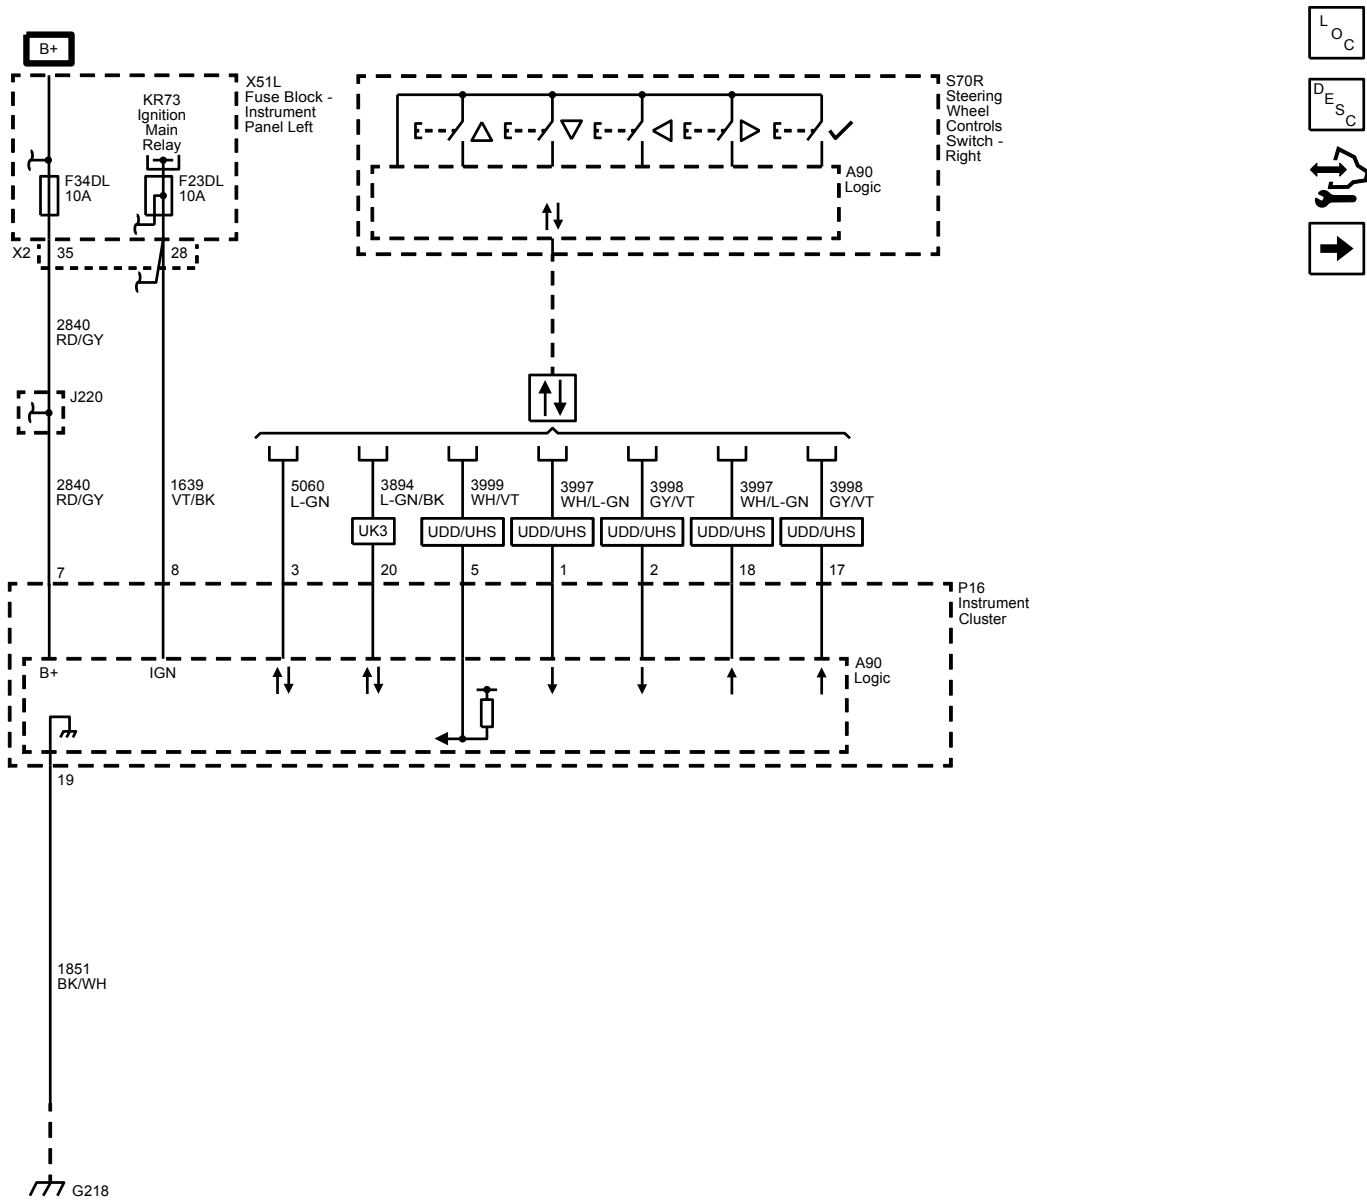 B+
X51L
Fuse Block -
Instrument
Panel Left
KR73
Ignition
Main
Relay
F34DL
10A
F23DL
10A
X2
35
28
S70R
Steering
Wheel
Controls
Switch -
Right
A90
Logic
LOC
DESC
2840
RD/GY
J220
2840
RD/GY
1639
VT/BK
5060
L-GN
3894
L-GN/BK
3999
WH/VT
3997
WH/L-GN
3998
GY/VT
3997
WH/L-GN
3998
GY/VT
UK3
UDD/UHS
UDD/UHS
UDD/UHS
UDD/UHS
UDD/UHS
7
8
3
20
5
1
2
18
17
P16
Instrument
Cluster
B+
IGN
A90
Logic
19
1851
BK/WH
G218